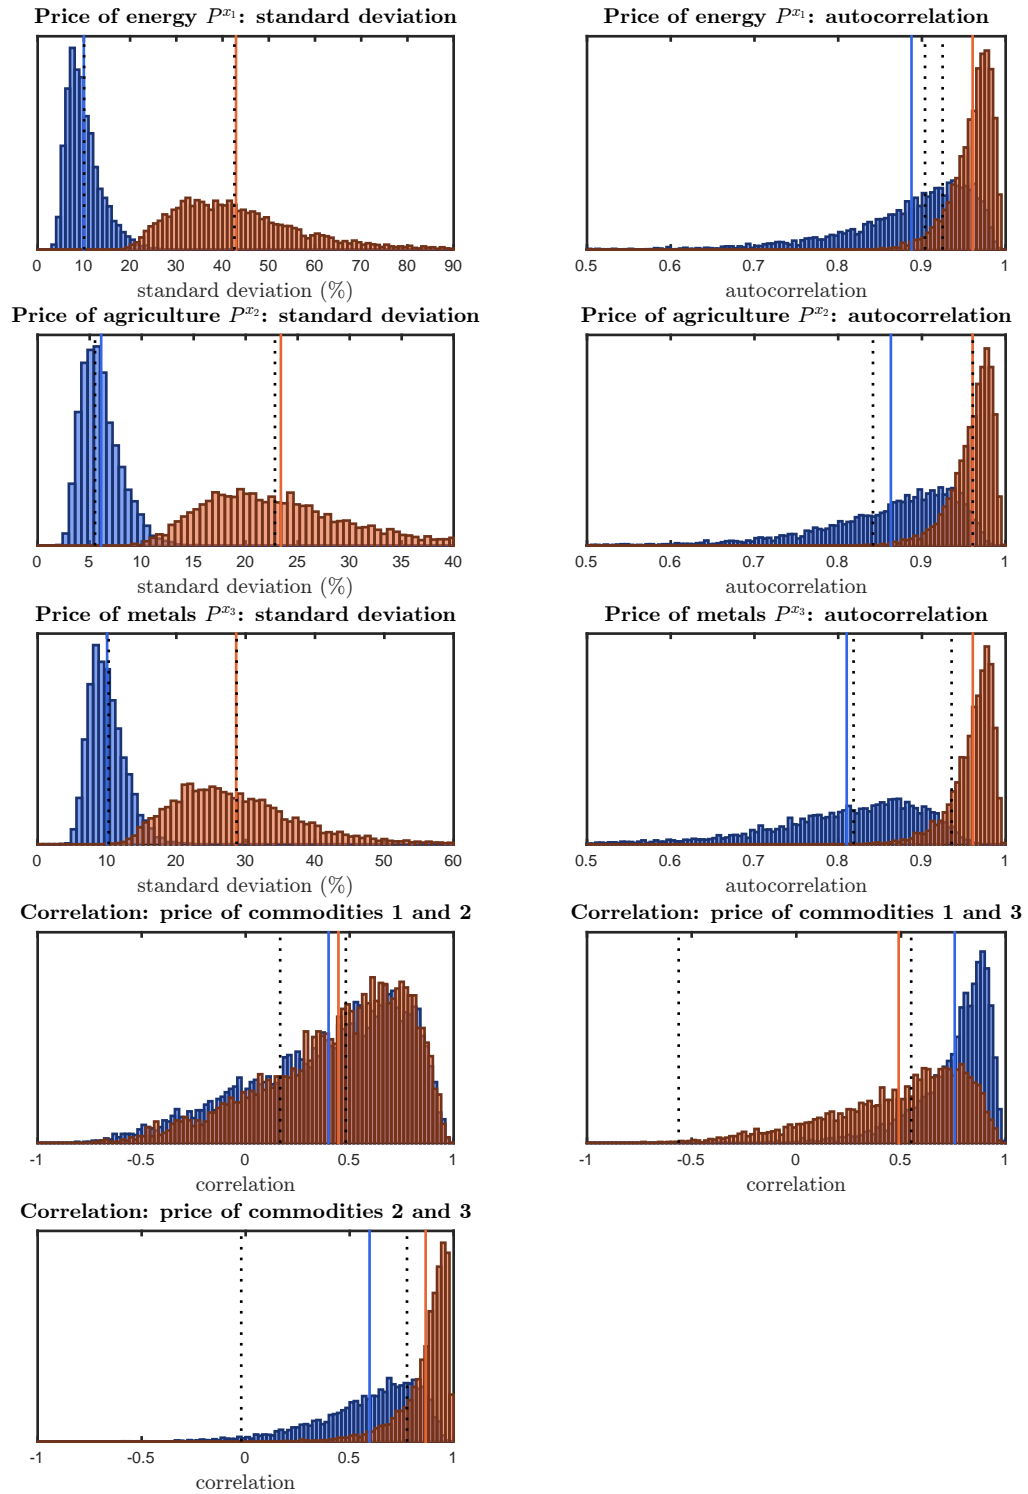 Price of energy P^{x_1}: standard deviation
0 10 20 30 40 50 60 70 80 90
standard deviation (%)
Price of energy P^{x_1}: autocorrelation
0.5 0.6 0.7 0.8 0.9 1
autocorrelation
Price of agriculture P^{x_2}: standard deviation
0 5 10 15 20 25 30 35 40
standard deviation (%)
Price of agriculture P^{x_2}: autocorrelation
0.5 0.6 0.7 0.8 0.9 1
autocorrelation
Price of metals P^{x_3}: standard deviation
0 10 20 30 40 50 60
standard deviation (%)
Price of metals P^{x_3}: autocorrelation
0.5 0.6 0.7 0.8 0.9 1
autocorrelation
Correlation: price of commodities 1 and 2
-1 -0.5 0 0.5 1
correlation
Correlation: price of commodities 1 and 3
-1 -0.5 0 0.5 1
correlation
Correlation: price of commodities 2 and 3
-1 -0.5 0 0.5 1
correlation